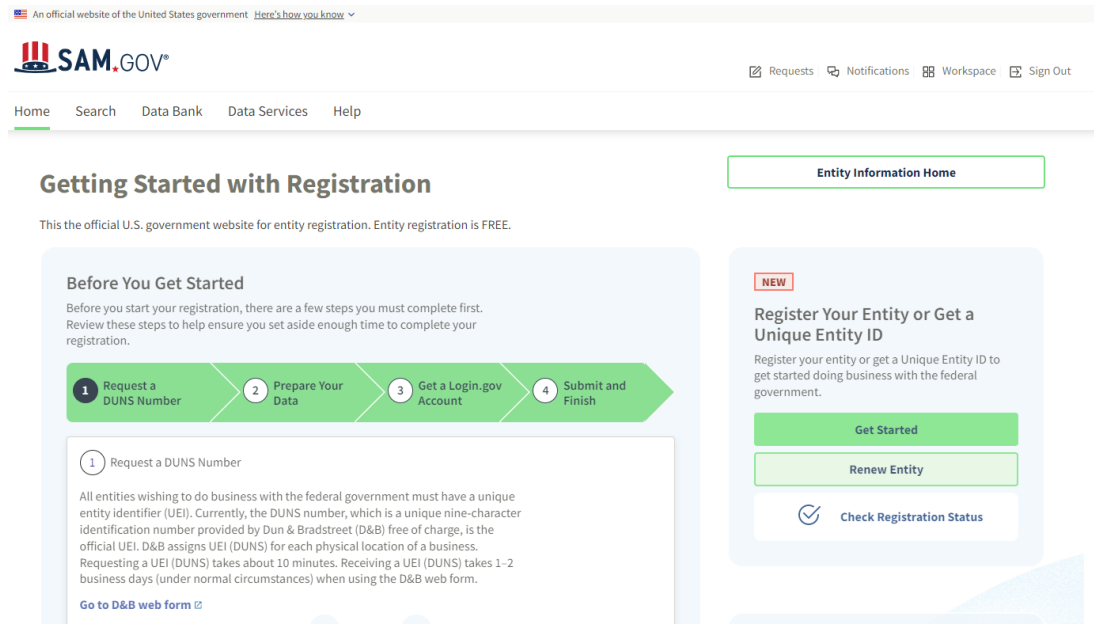 An official website of the United States government Here's how you know
SAM.GOV®
Requests Notifications Workspace Sign Out
Home Search Data Bank Data Services Help
Getting Started with Registration
Entity Information Home
This the official U.S. government website for entity registration. Entity registration is FREE.
Before You Get Started
Before you start your registration, there are a few steps you must complete first.
Review these steps to help ensure you set aside enough time to complete your
registration.
1 Request a
DUNS Number
2 Prepare Your
Data
3 Get a Login.gov
Account
4 Submit and
Finish
1 Request a DUNS Number
All entities wishing to do business with the federal government must have a unique
entity identifier (UEI). Currently, the DUNS number, which is a unique nine-character
identification number provided by Dun & Bradstreet (D&B) free of charge, is the
official UEI. D&B assigns UEI (DUNS) for each physical location of a business.
Requesting a UEI (DUNS) takes about 10 minutes. Receiving a UEI (DUNS) takes 1–2
business days (under normal circumstances) when using the D&B web form.
Go to D&B web form
NEW
Register Your Entity or Get a
Unique Entity ID
Register your entity or get a Unique Entity ID to
get started doing business with the federal
government.
Get Started
Renew Entity
Check Registration Status